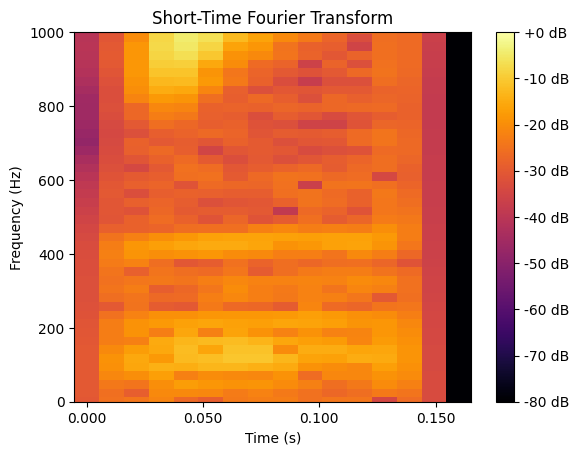 Short-Time Fourier Transform
1000
800
600
400
200
0
Frequency (Hz)
0.000
0.050
0.100
0.150
Time (s)
+0 dB
-10 dB
-20 dB
-30 dB
-40 dB
-50 dB
-60 dB
-70 dB
-80 dB